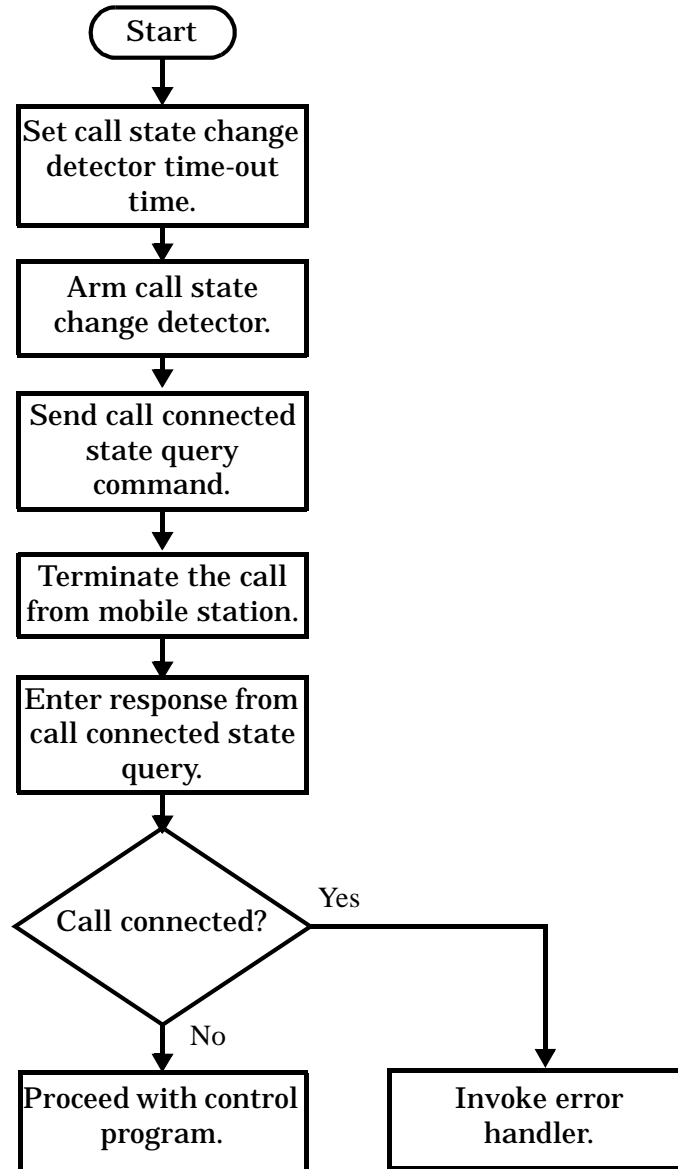 Start
Set call state change
detector time-out
time.
Arm call state
change detector.
Send call connected
state query
command.
Terminate the call
from mobile station.
Enter response from
call connected state
query.
Call connected?
Yes
No
Proceed with control
program.
Invoke error
handler.